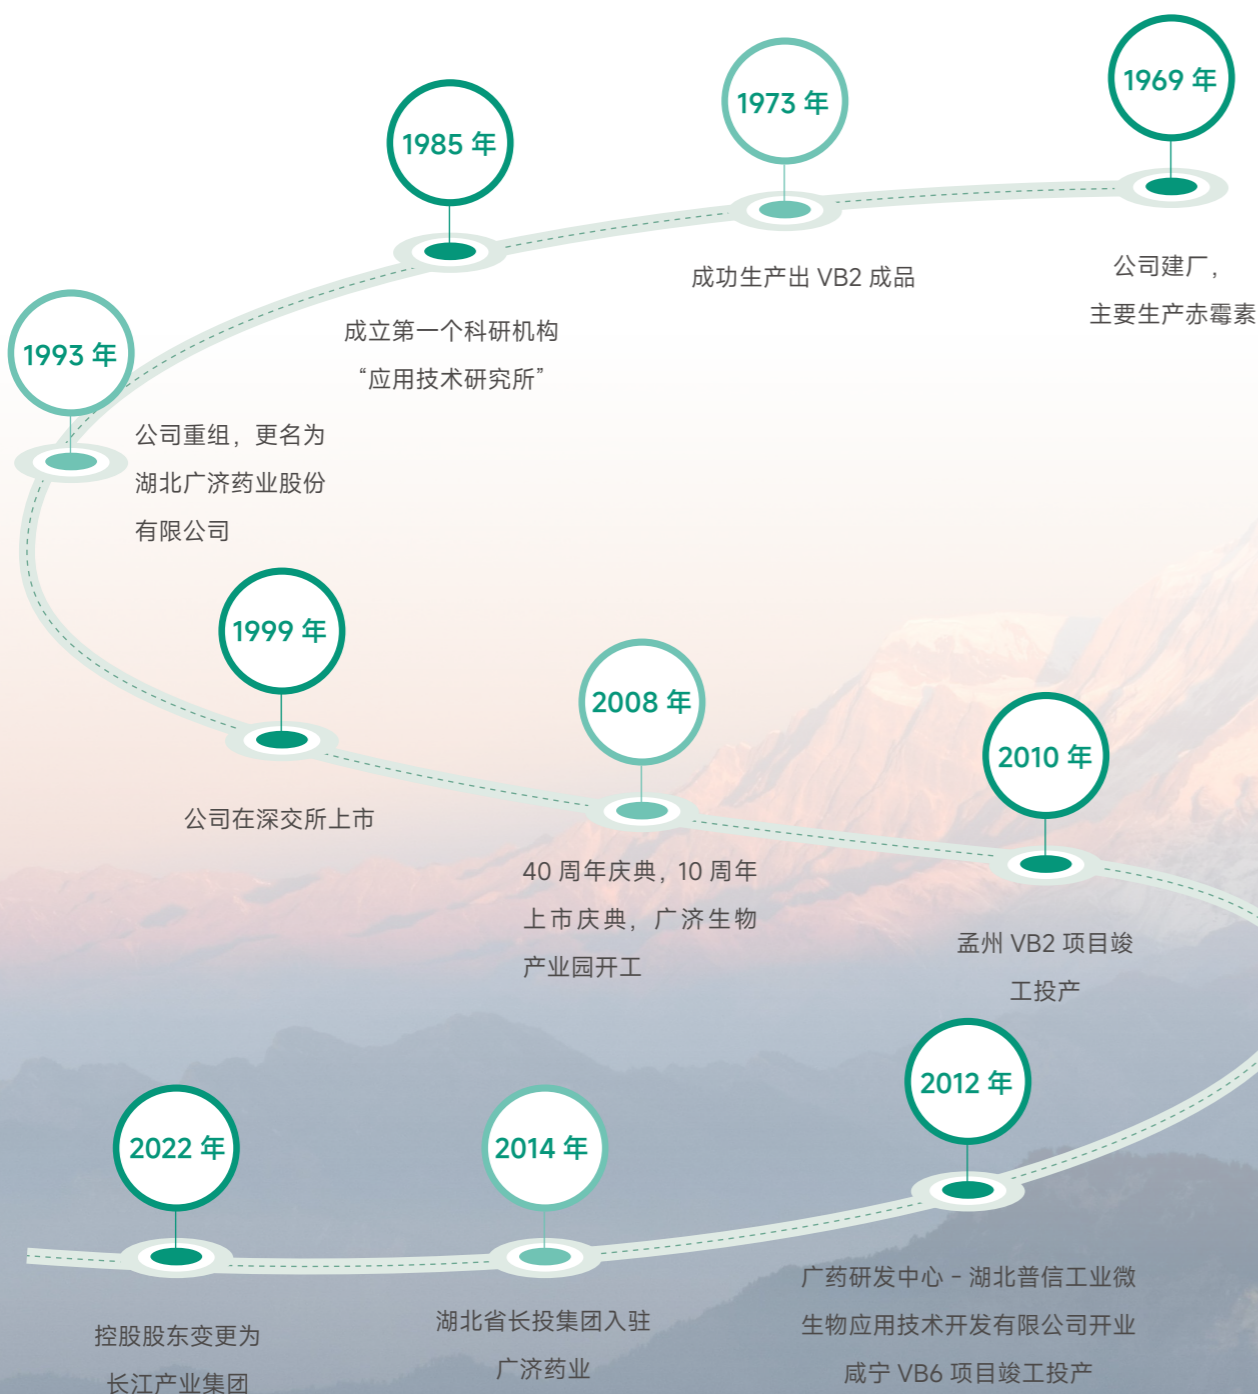 1969 年
公司建厂，
主要生产赤霉素
1973 年
成功生产出 VB2 成品
1985 年
成立第一个科研机构
“应用技术研究所”
1993 年
公司重组，更名为
湖北广济药业股份
有限公司
1999 年
公司在深交所上市
2008 年
40 周年庆典，10 周年
上市庆典，广济生物
产业园开工
2010 年
孟州 VB2 项目竣
工投产
2012 年
广药研发中心 - 湖北普信工业微
生物应用技术开发有限公司开业
咸宁 VB6 项目竣工投产
2014 年
湖北省长投集团入驻
广济药业
2022 年
控股股东变更为
长江产业集团